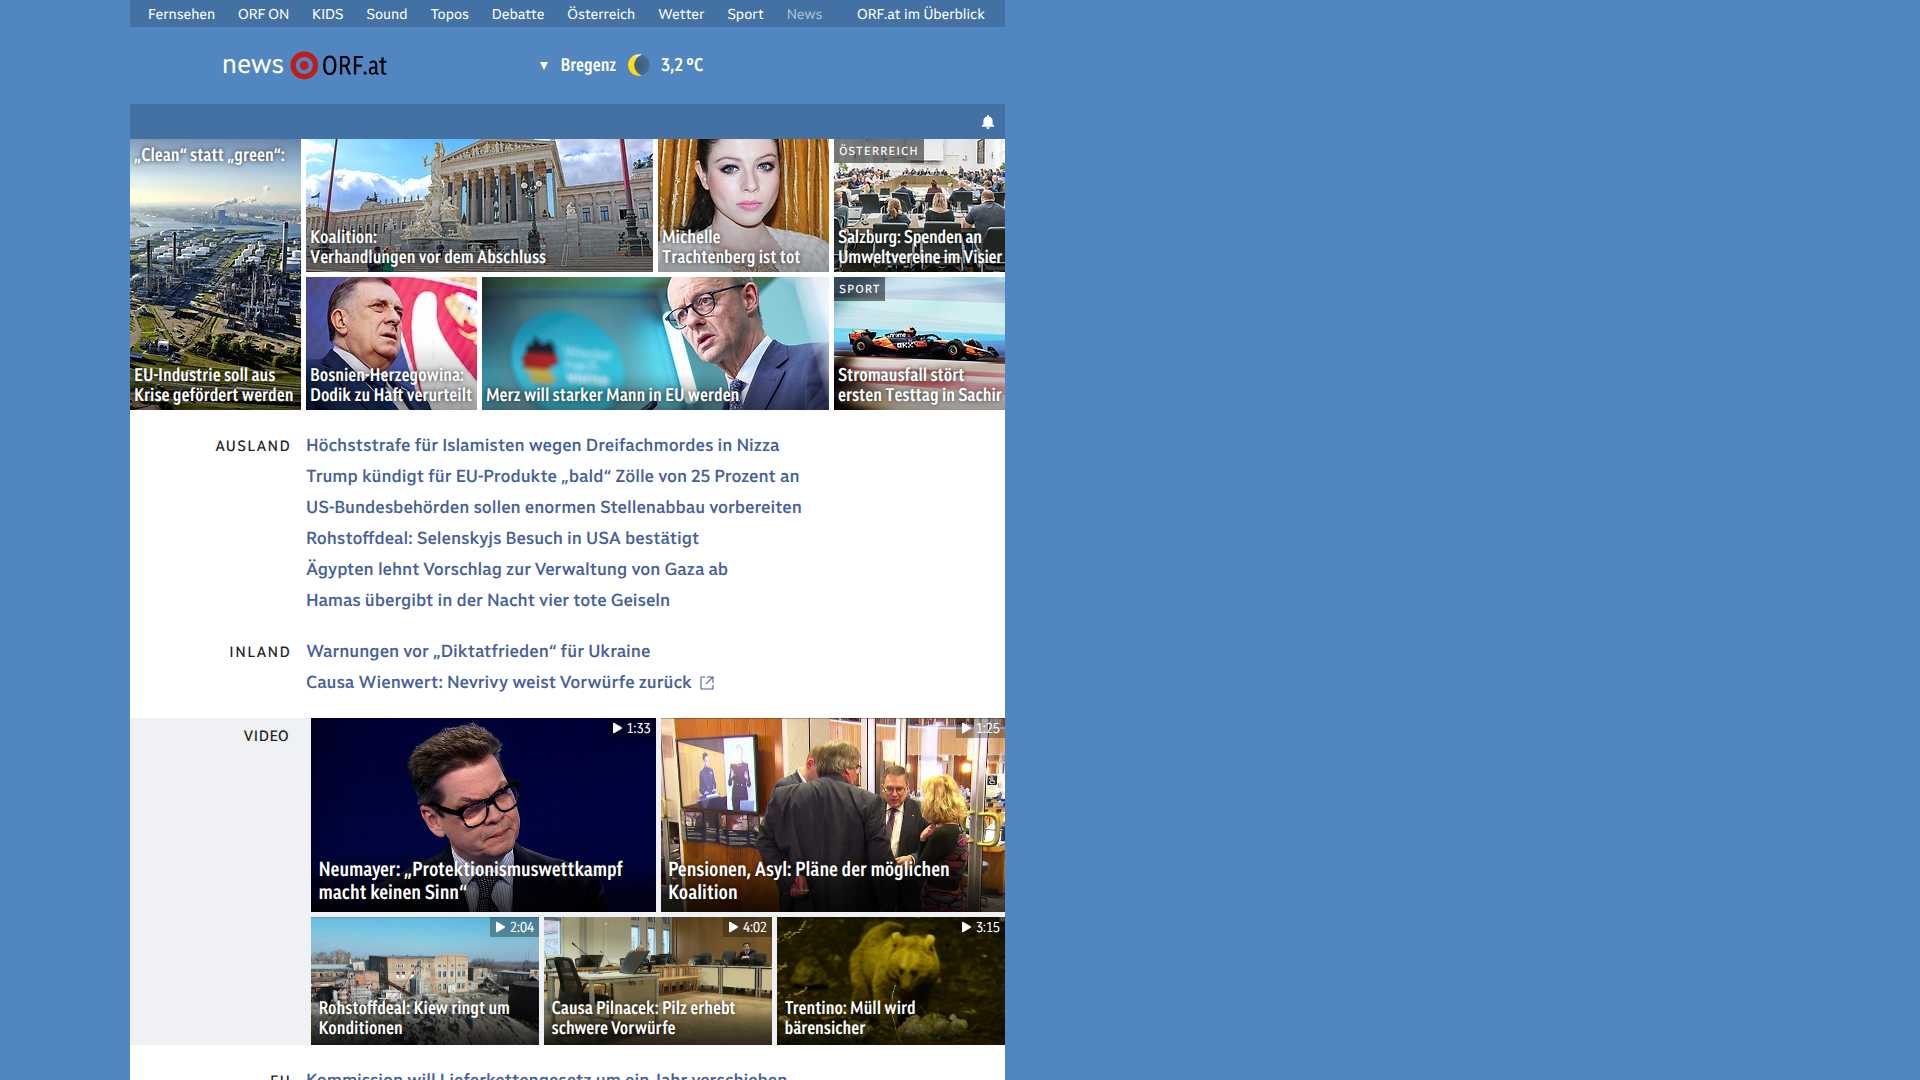 Fernsehen ORF ON KIDS Sound Topos Debatte Österreich Wetter Sport News ORF.at im Überblick
news ORF.at
Bregenz 3,2 ºC
„Clean“ statt „green“:
EU-Industrie soll aus
Krise gefördert werden
Koalition:
Verhandlungen vor dem Abschluss
Michelle
Trachtenberg ist tot
ÖSTERREICH
Salzburg: Spenden an
Umweltvereine im Visier
Bosnien-Herzegowina:
Dodik zu Haft verurteilt
Merz will starker Mann in EU werden
SPORT
Stromausfall stört
ersten Testtag in Sachir
AUSLAND
Höchststrafe für Islamisten wegen Dreifachmordes in Nizza
Trump kündigt für EU-Produkte „bald“ Zölle von 25 Prozent an
US-Bundesbehörden sollen enormen Stellenabbau vorbereiten
Rohstoffdeal: Selenskyjs Besuch in USA bestätigt
Ägypten lehnt Vorschlag zur Verwaltung von Gaza ab
Hamas übergibt in der Nacht vier tote Geiseln
INLAND
Warnungen vor „Diktatfrieden“ für Ukraine
Causa Wienwert: Nevrivy weist Vorwürfe zurück
VIDEO
1:33
Neumayer: „Protektionismuswettkampf
macht keinen Sinn“
1:25
Pensionen, Asyl: Pläne der möglichen
Koalition
2:04
Rohstoffdeal: Kiew ringt um
Konditionen
4:02
Causa Pilnacek: Pilz erhebt
schwere Vorwürfe
3:15
Trentino: Müll wird
bärensicher
EU
Kommission will Lieferkettengesetz um ein Jahr verschieben